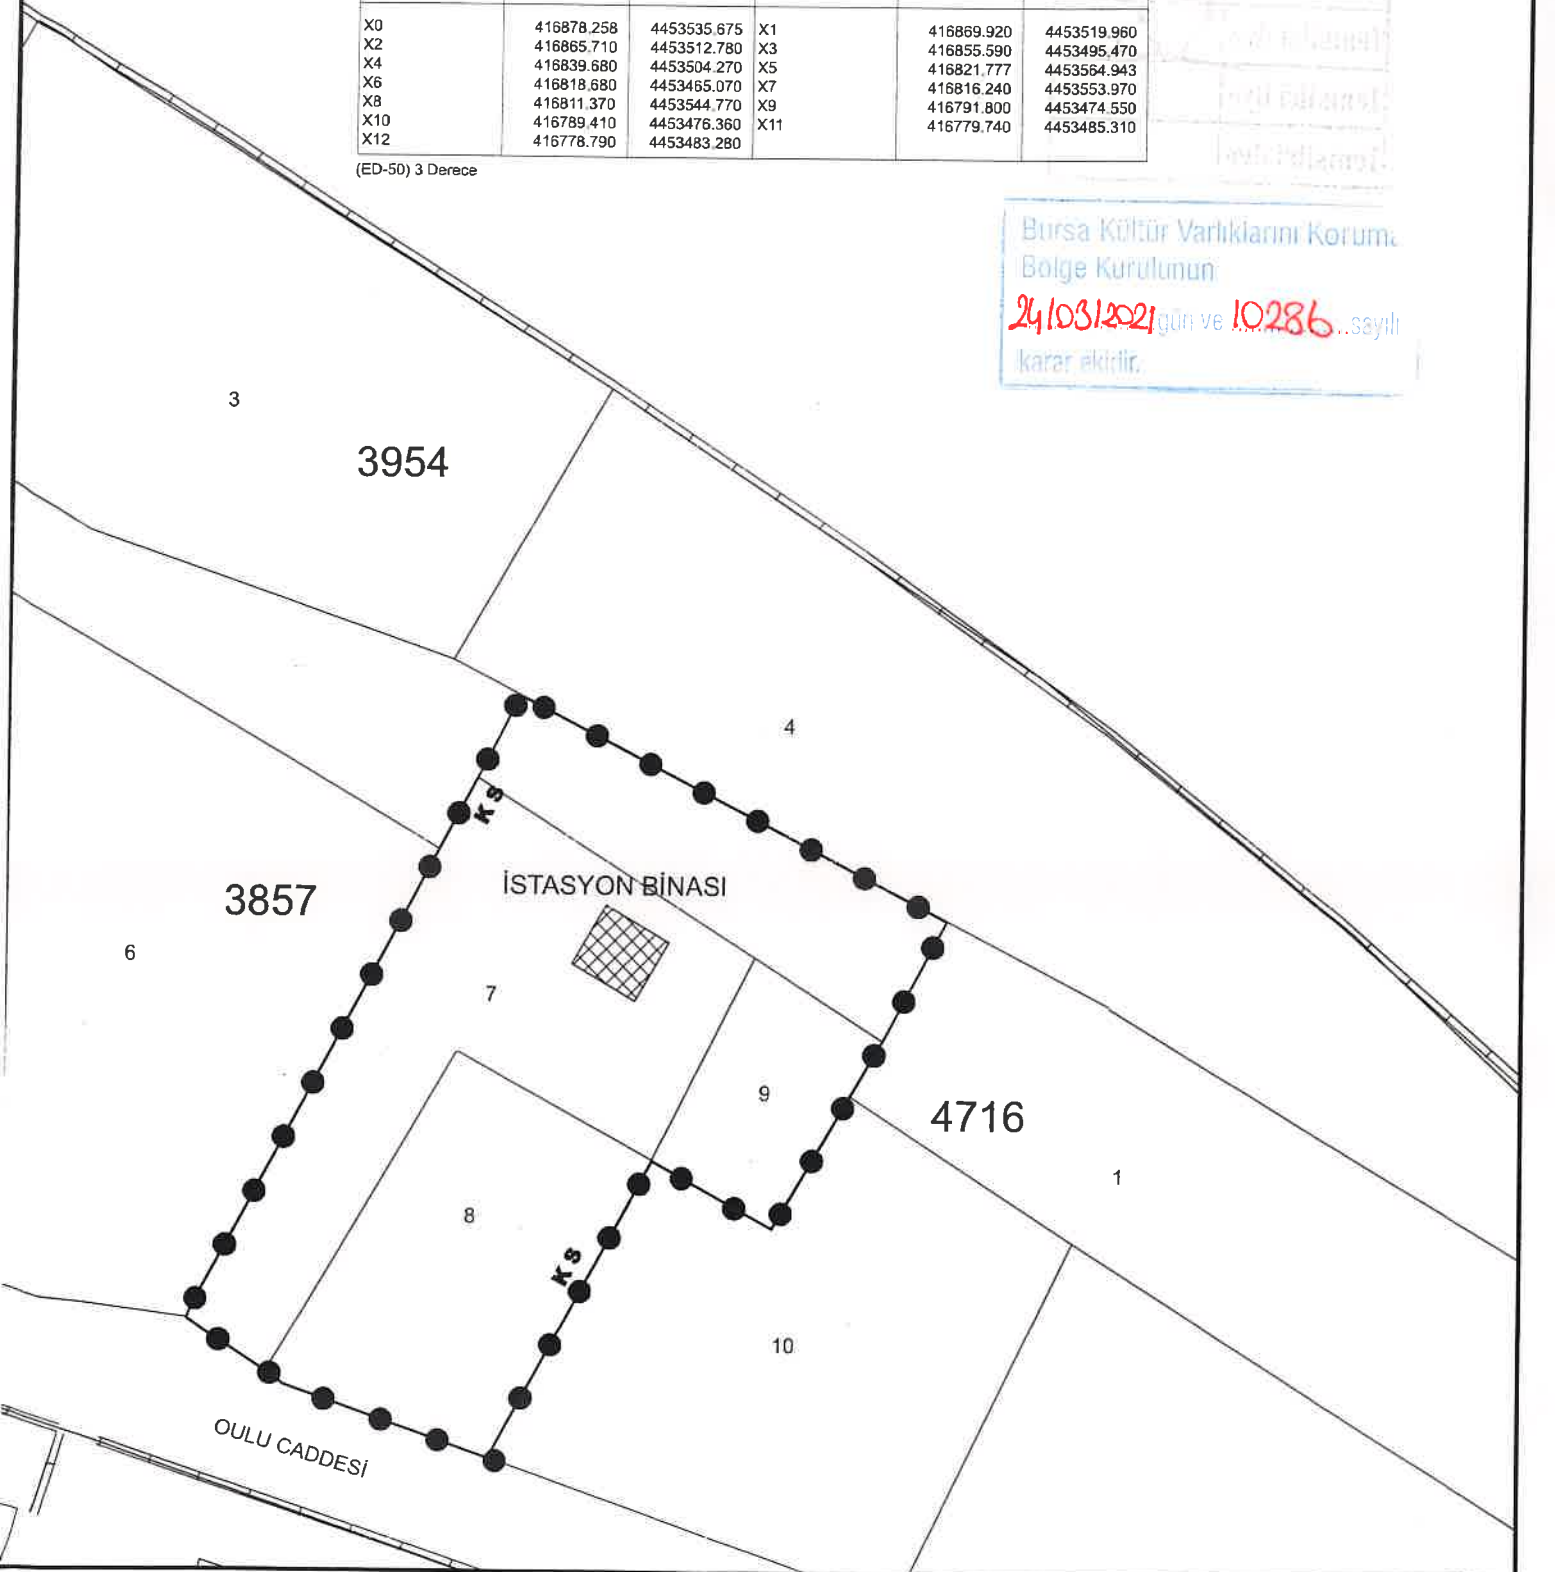 X0 416878.258 4453535.675 X1 416869.920 4453519.960
X2 416865.710 4453512.780 X3 416855.590 4453495.470
X4 416839.680 4453504.270 X5 416821.777 4453564.943
X6 416818.680 4453465.070 X7 416816.240 4453553.970
X8 416811.370 4453544.770 X9 416791.800 4453474.550
X10 416789.410 4453476.360 X11 416779.740 4453485.310
X12 416778.790 4453483.280
(ED-50) 3 Derece
Bursa Kültür Varlıklarını Koruma
Bölge Kurulunun
24/03/2021 gün ve 10286 sayılı
karar ekidir.
3
3954
4
K S
İSTASYON BİNASI
3857
6
7
9
4716
1
8
K S
10
OULU CADDESİ